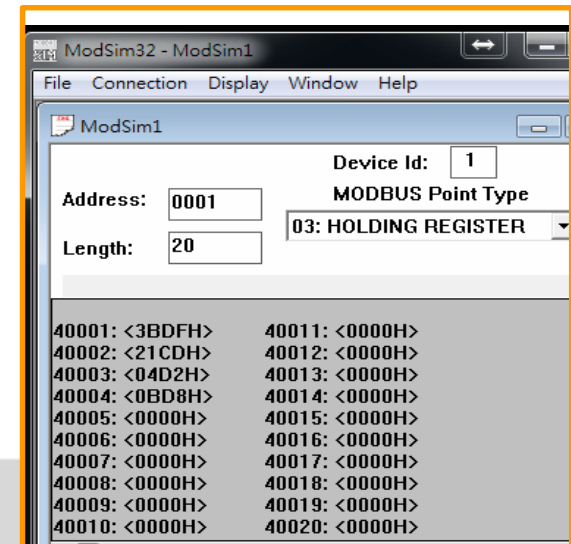 ModSim32 - ModSim1
File Connection Display Window Help
ModSim1
Device Id: 1
Address: 0001
MODBUS Point Type
03: HOLDING REGISTER
Length: 20
40001: <3BDFH> 40011: <0000H>
40002: <21CDH> 40012: <0000H>
40003: <04D2H> 40013: <0000H>
40004: <0BD8H> 40014: <0000H>
40005: <0000H> 40015: <0000H>
40006: <0000H> 40016: <0000H>
40007: <0000H> 40017: <0000H>
40008: <0000H> 40018: <0000H>
40009: <0000H> 40019: <0000H>
40010: <0000H> 40020: <0000H>